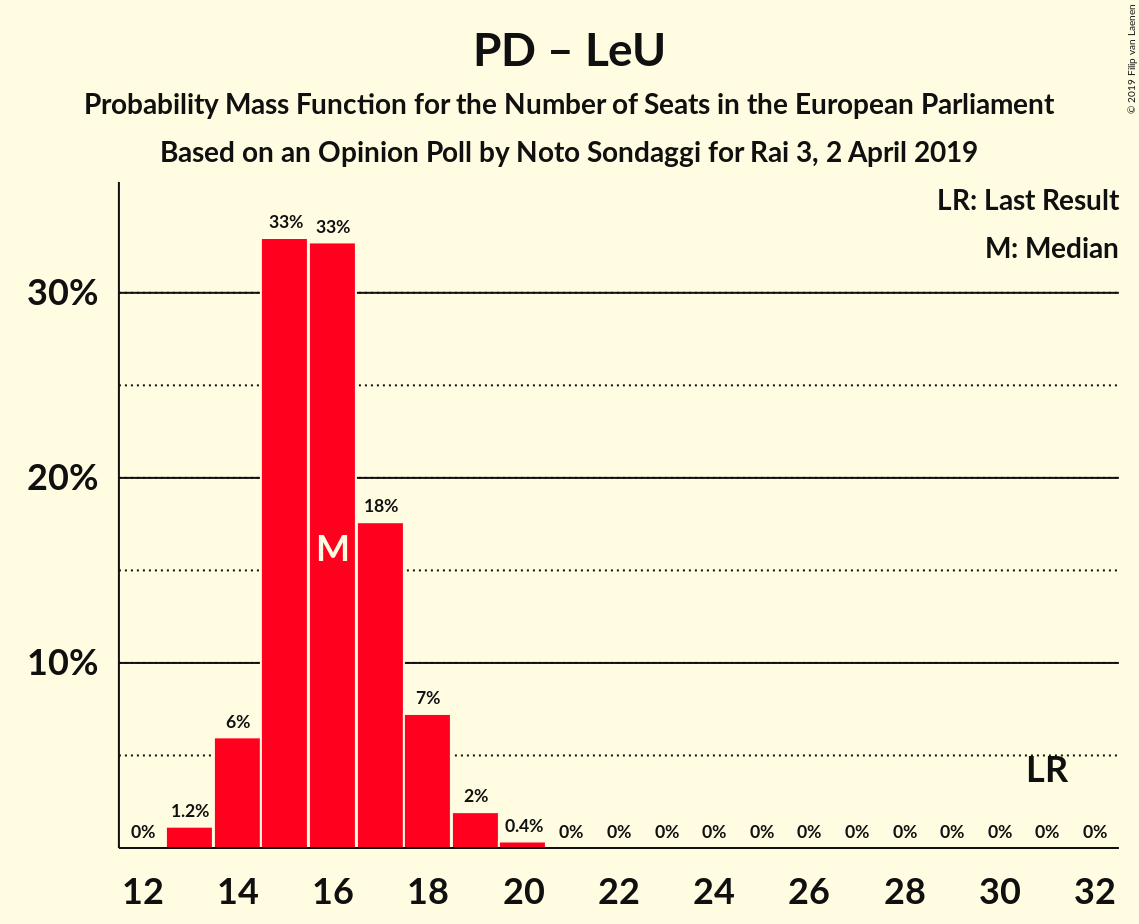 PD – LeU
Probability Mass Function for the Number of Seats in the European Parliament
Based on an Opinion Poll by Noto Sondaggi for Rai 3, 2 April 2019
© 2019 Filip van Laenen
LR: Last Result
M: Median
30%
20%
10%
0%
1.2%
6%
33%
33%
18%
7%
2%
0.4%
0%
0%
0%
0%
0%
0%
0%
0%
0%
0%
0%
0%
M
LR
12 14 16 18 20 22 24 26 28 30 32